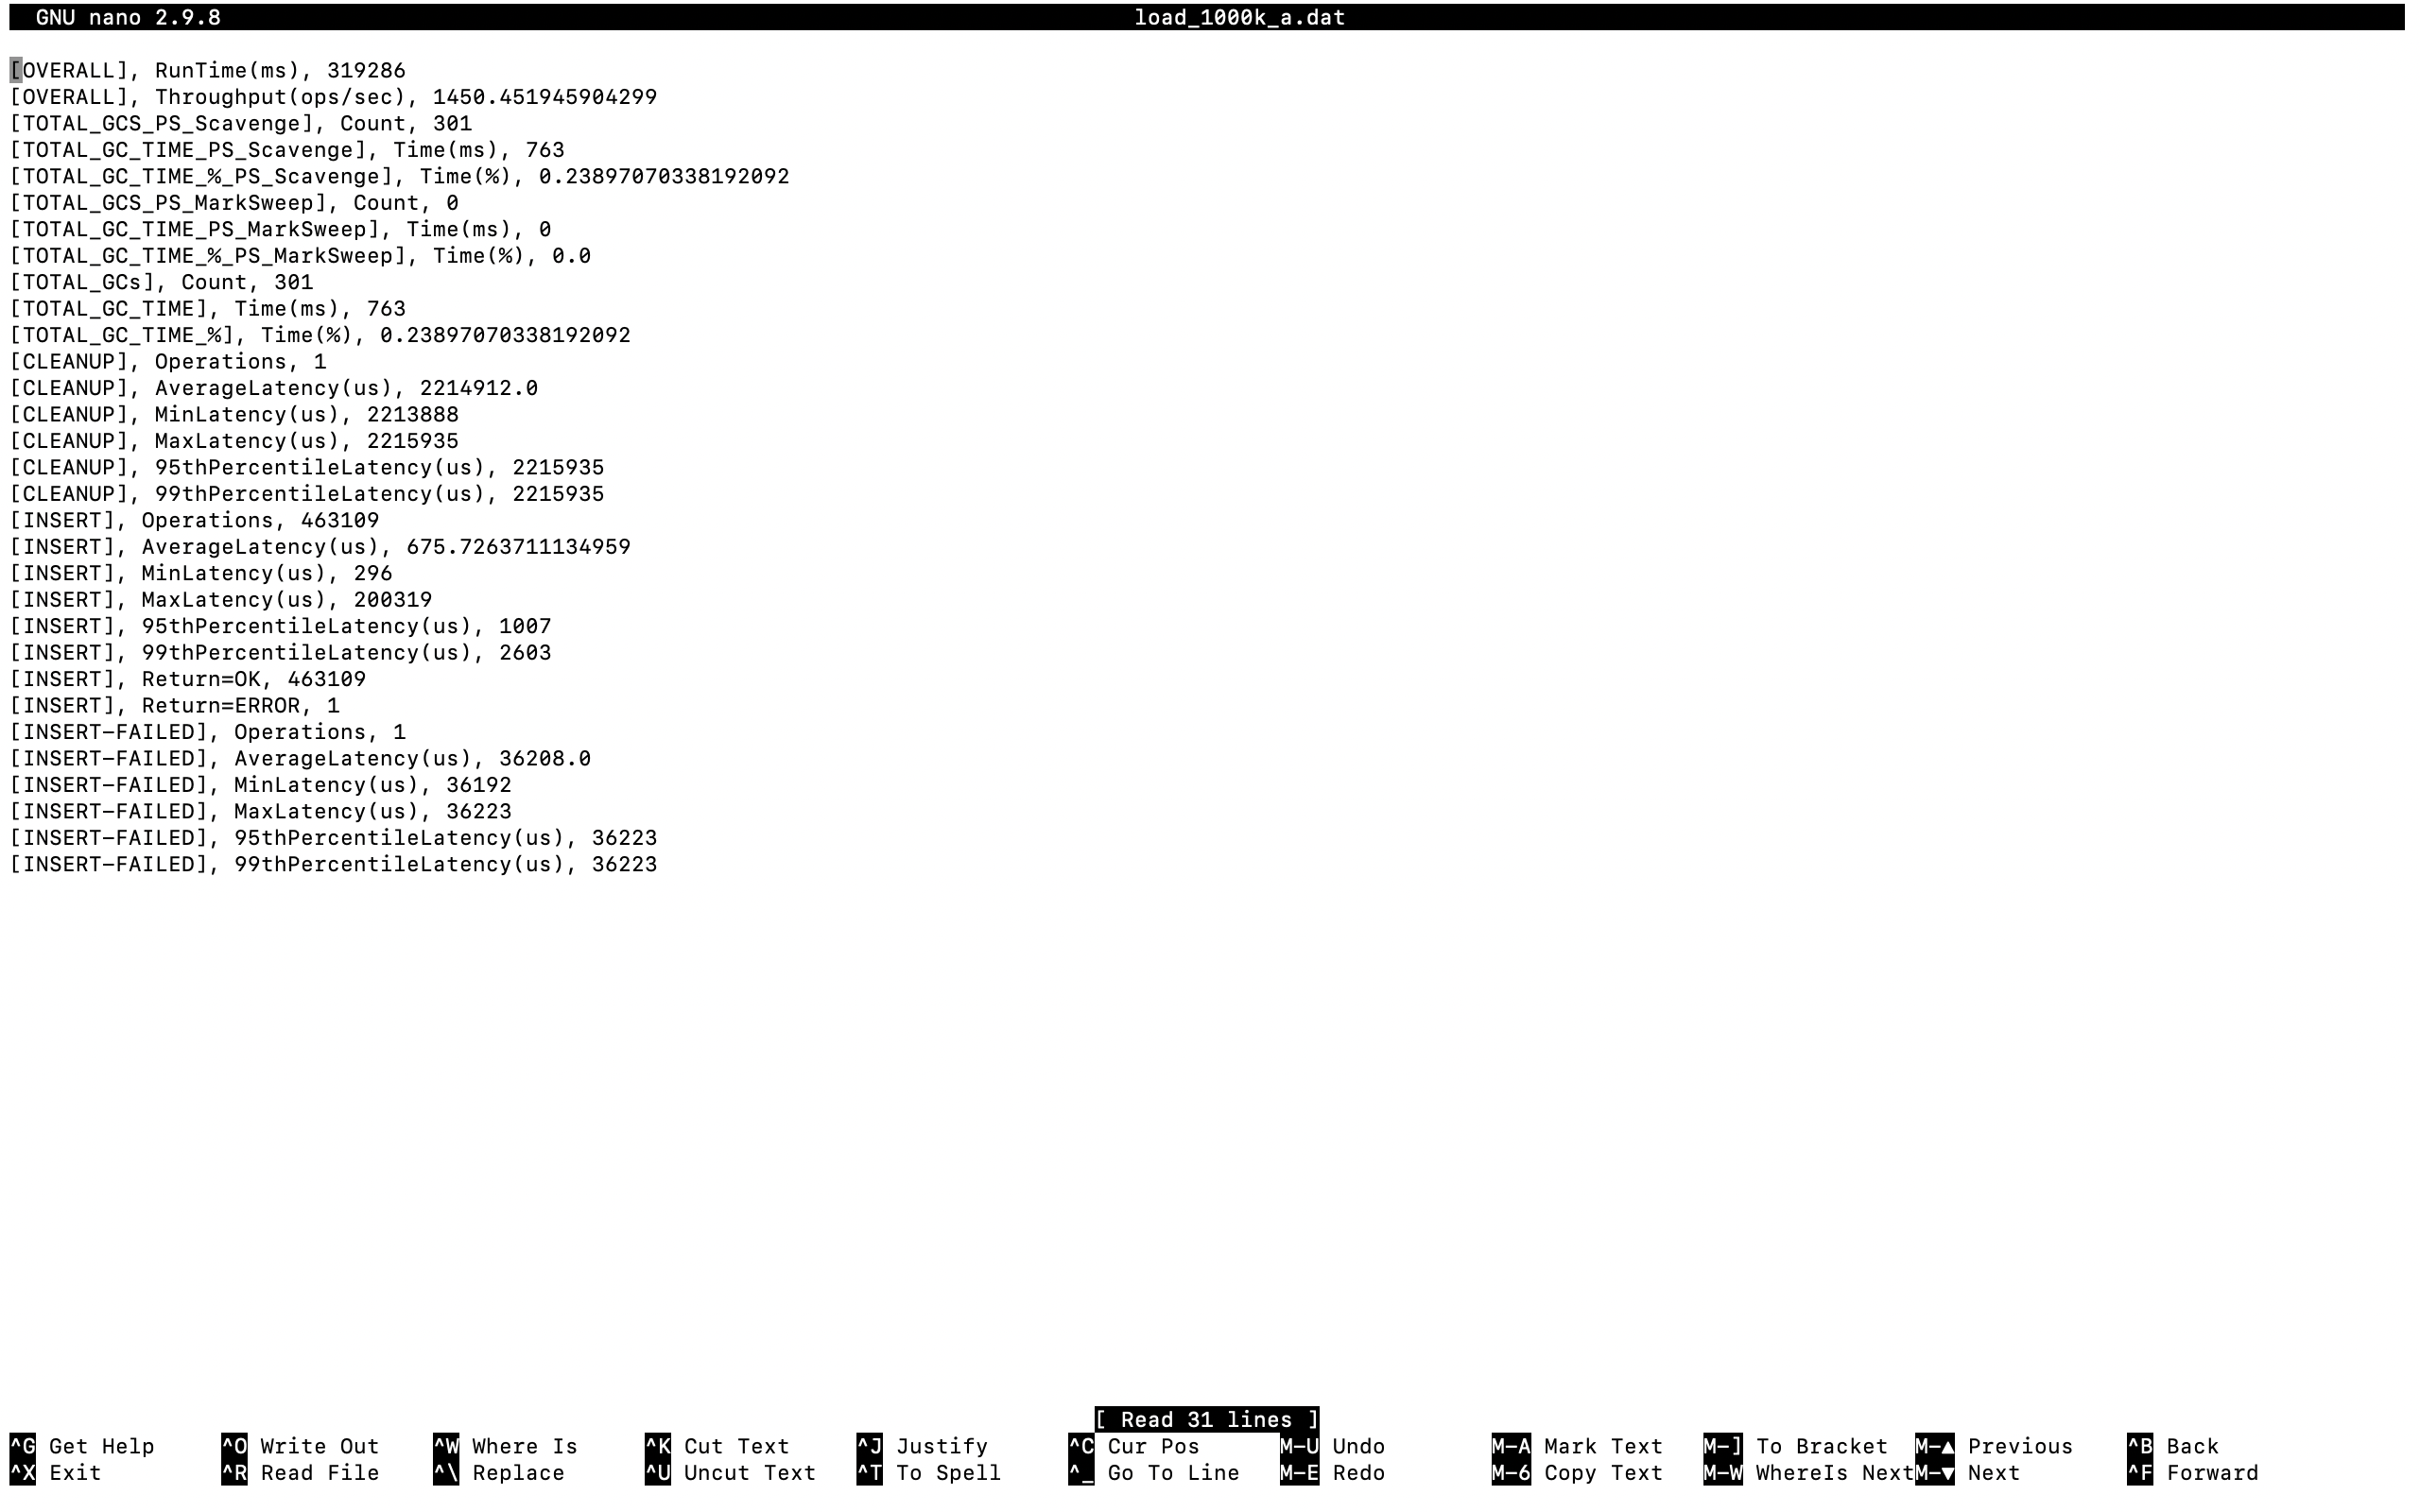 GNU nano 2.9.8 load_1000k_a.dat
[OVERALL], RunTime(ms), 319286
[OVERALL], Throughput(ops/sec), 1450.451945904299
[TOTAL_GCS_PS_Scavenge], Count, 301
[TOTAL_GC_TIME_PS_Scavenge], Time(ms), 763
[TOTAL_GC_TIME_%_PS_Scavenge], Time(%), 0.23897070338192092
[TOTAL_GCS_PS_MarkSweep], Count, 0
[TOTAL_GC_TIME_PS_MarkSweep], Time(ms), 0
[TOTAL_GC_TIME_%_PS_MarkSweep], Time(%), 0.0
[TOTAL_GCs], Count, 301
[TOTAL_GC_TIME], Time(ms), 763
[TOTAL_GC_TIME_%], Time(%), 0.23897070338192092
[CLEANUP], Operations, 1
[CLEANUP], AverageLatency(us), 2214912.0
[CLEANUP], MinLatency(us), 2213888
[CLEANUP], MaxLatency(us), 2215935
[CLEANUP], 95thPercentileLatency(us), 2215935
[CLEANUP], 99thPercentileLatency(us), 2215935
[INSERT], Operations, 463109
[INSERT], AverageLatency(us), 675.7263711134959
[INSERT], MinLatency(us), 296
[INSERT], MaxLatency(us), 200319
[INSERT], 95thPercentileLatency(us), 1007
[INSERT], 99thPercentileLatency(us), 2603
[INSERT], Return=OK, 463109
[INSERT], Return=ERROR, 1
[INSERT-FAILED], Operations, 1
[INSERT-FAILED], AverageLatency(us), 36208.0
[INSERT-FAILED], MinLatency(us), 36192
[INSERT-FAILED], MaxLatency(us), 36223
[INSERT-FAILED], 95thPercentileLatency(us), 36223
[INSERT-FAILED], 99thPercentileLatency(us), 36223
[ Read 31 lines ]
^G Get Help ^O Write Out ^W Where Is ^K Cut Text ^J Justify ^C Cur Pos M-U Undo M-A Mark Text M-] To Bracket M-▲ Previous ^B Back
^X Exit ^R Read File ^\ Replace ^U Uncut Text ^T To Spell ^_ Go To Line M-E Redo M-6 Copy Text M-W WhereIs Next M-▼ Next ^F Forward